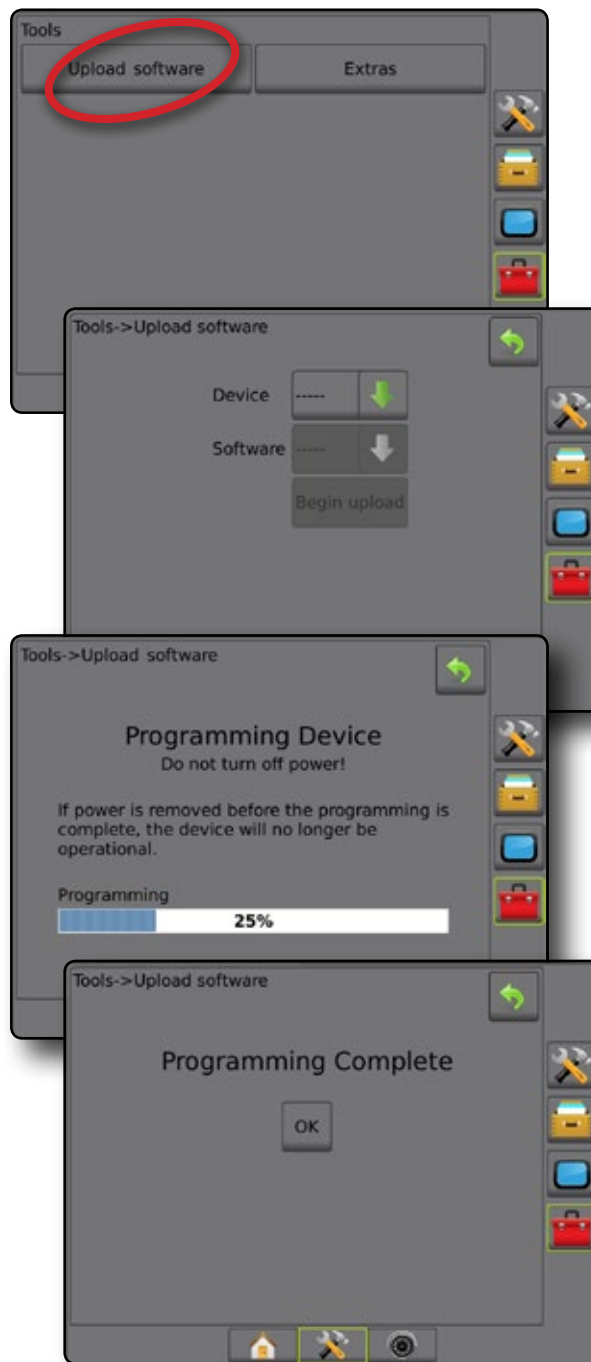 Tools
Upload software
Extras
Tools->Upload software
Device
-----
Software
-----
Begin upload
Tools->Upload software
Programming Device
Do not turn off power!
If power is removed before the programming is
complete, the device will no longer be
operational.
Programming
25%
Tools->Upload software
Programming Complete
OK